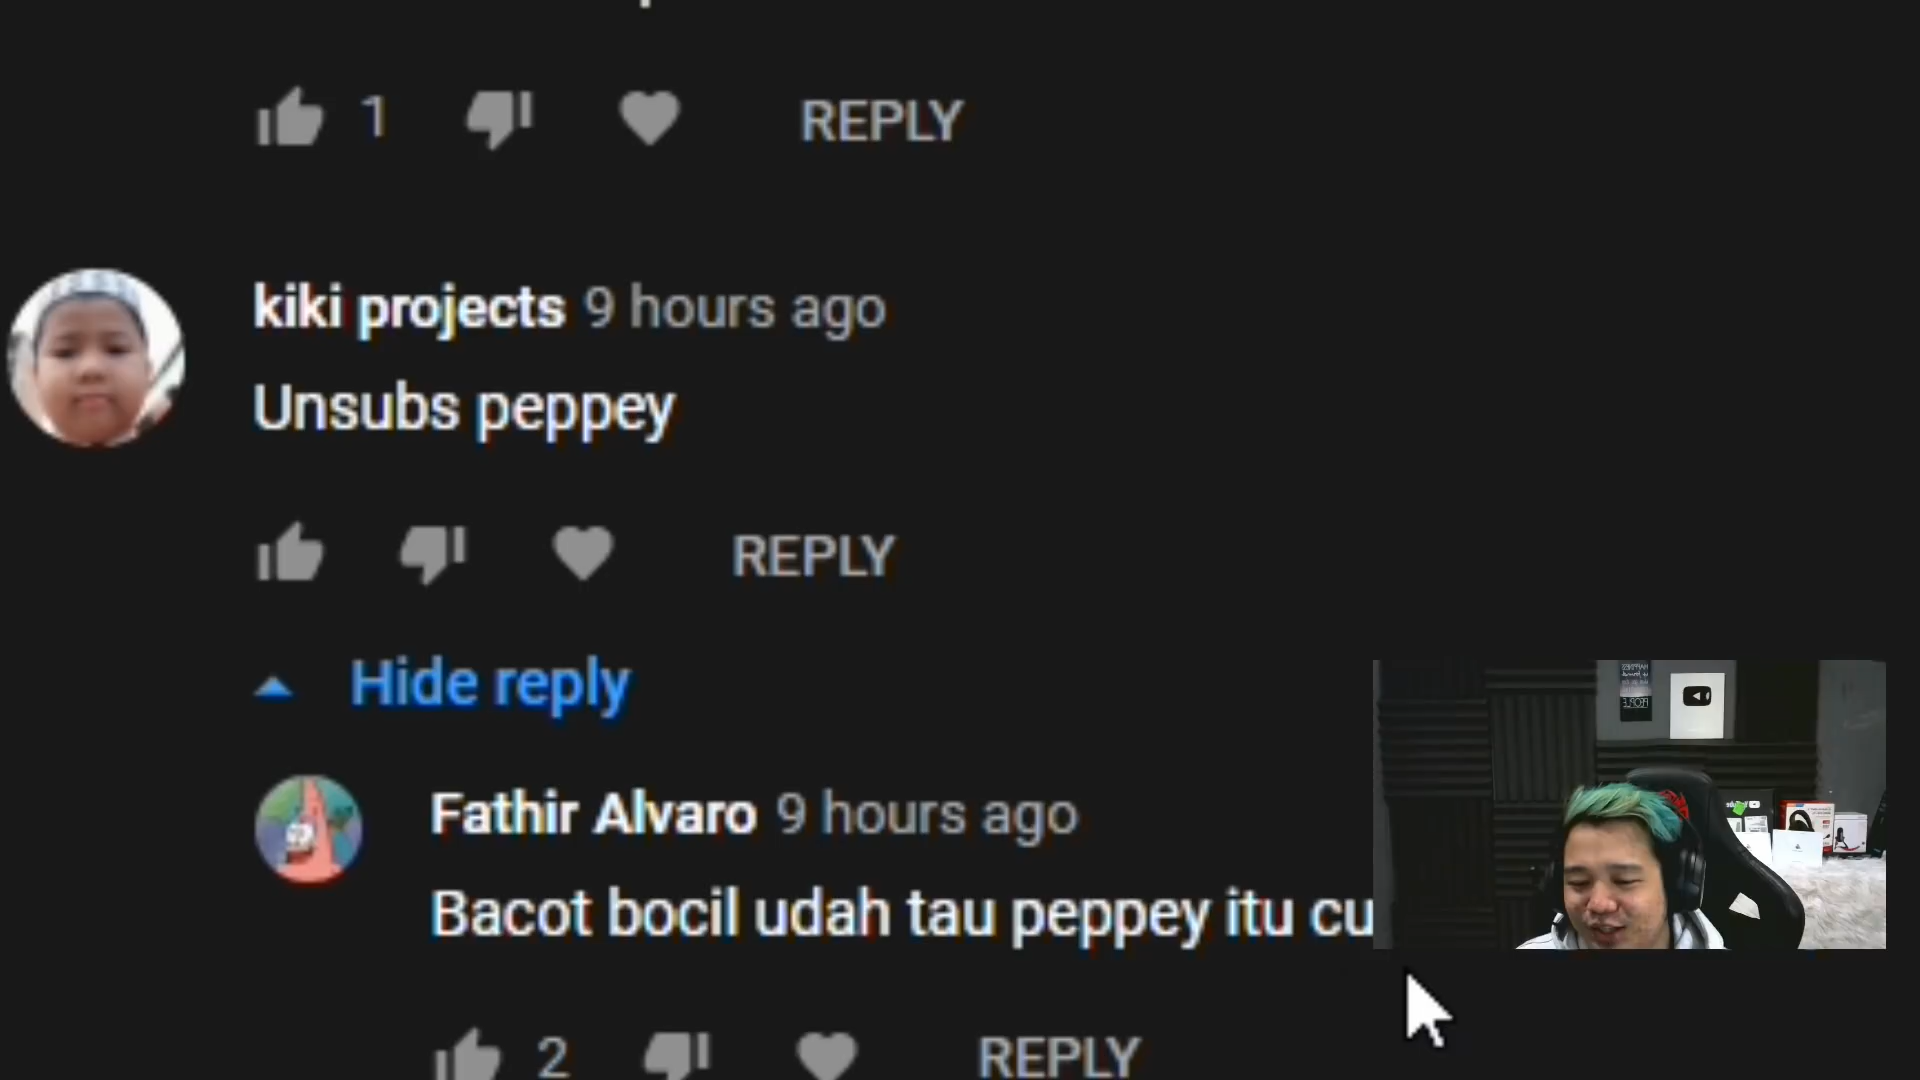 1 REPLY
kiki projects 9 hours ago
Unsubs peppey
REPLY
Hide reply
Fathir Alvaro 9 hours ago
Bacot bocil udah tau peppey itu cu
2 REPLY